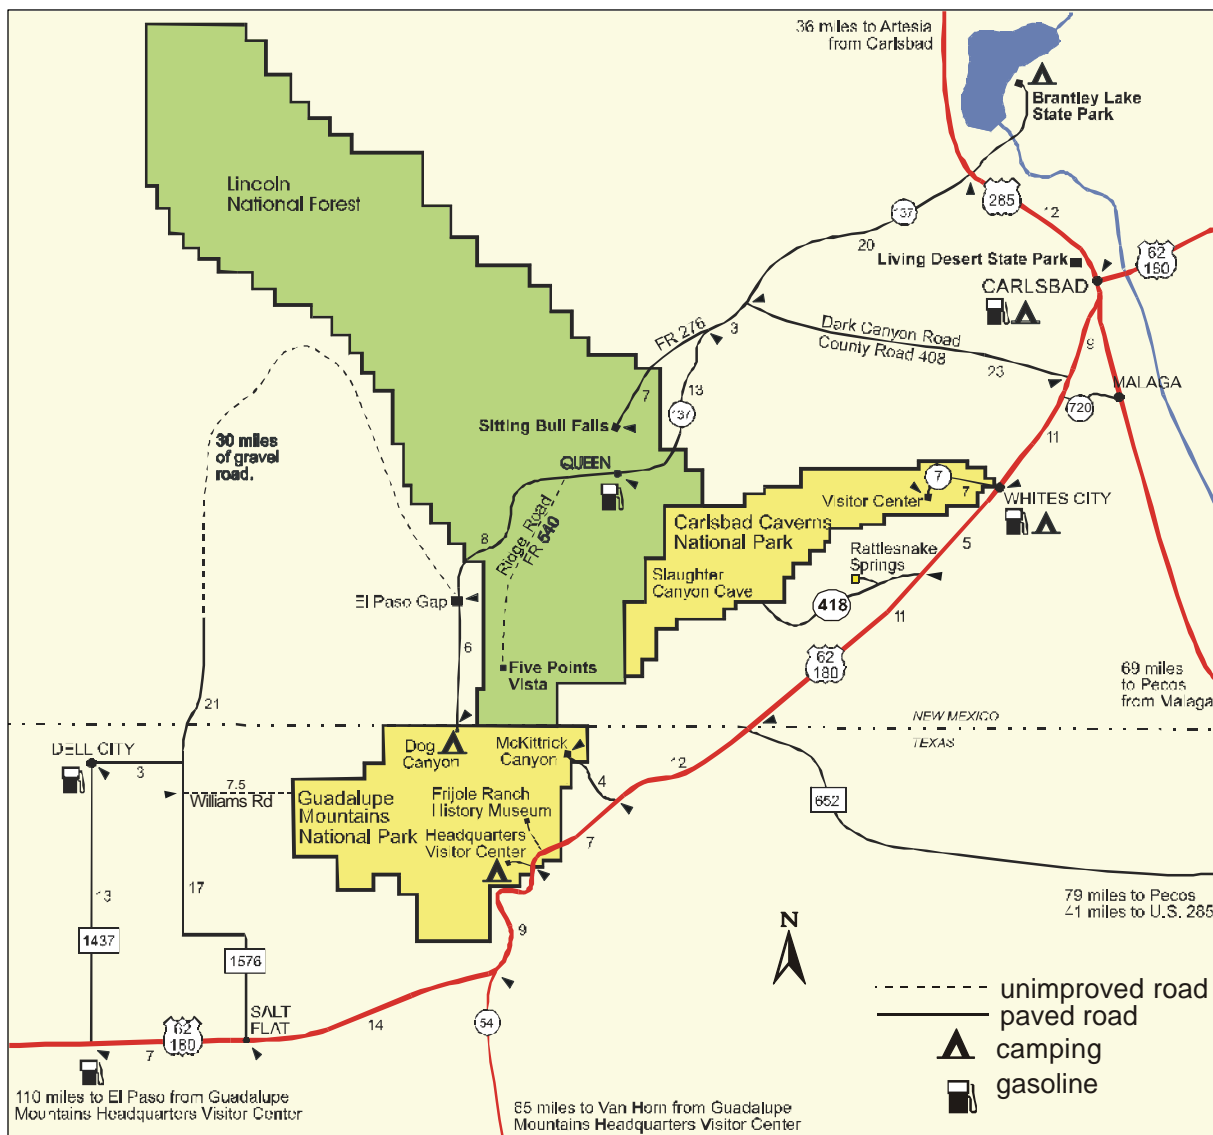 36 miles to Artesia
from Carlsbad
Brantley Lake
State Park
Lincoln
National Forest
137
285
12
20
Living Desert State Park
62
180
CARLSBAD
FR 276
3
Dark Canyon Road
County Road 408
9
23
MALAGA
7
13
720
137
11
30 miles
of gravel
road.
Sitting Bull Falls
QUEEN
7
7
Visitor Center
WHITES CITY
Carlsbad Caverns
National Park
8
Ridge Road
FR 540
5
Rattlesnake
Springs
Slaughter
Canyon Cave
El Paso Gap
418
11
6
Five Points
Vista
62
180
69 miles
to Pecos
from Malaga
21
NEW MEXICO
TEXAS
DELL CITY
3
Dog
Canyon
McKittrick
Canyon
12
7.5
Williams Rd
4
652
Guadalupe
Mountains
National Park
Frijole Ranch
History Museum
Headquarters
Visitor Center
7
13
17
79 miles to Pecos
41 miles to U.S. 285
N
9
1437
1576
SALT
FLAT
14
54
62
180
7
unimproved road
paved road
camping
gasoline
110 miles to El Paso from Guadalupe
Mountains Headquarters Visitor Center
65 miles to Van Horn from Guadalupe
Mountains Headquarters Visitor Center